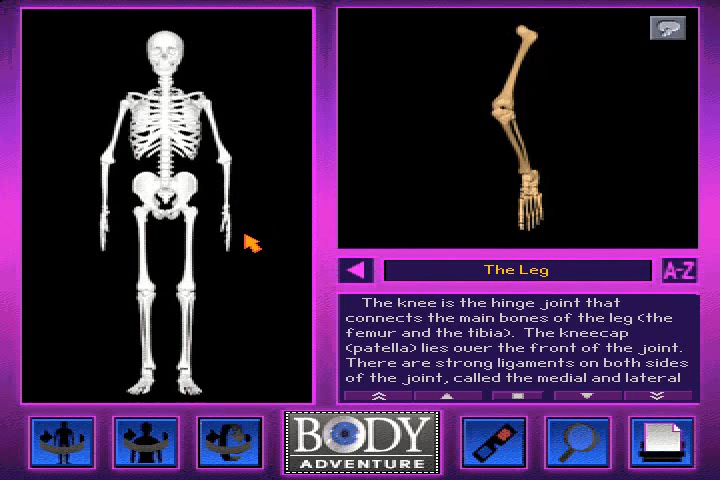 The Leg
A-Z
The knee is the hinge joint that
connects the main bones of the leg (the
femur and the tibia). The kneecap
(patella) lies over the front of the joint.
There are strong ligaments on both sides
of the joint, called the medial and lateral
BODY
ADVENTURE